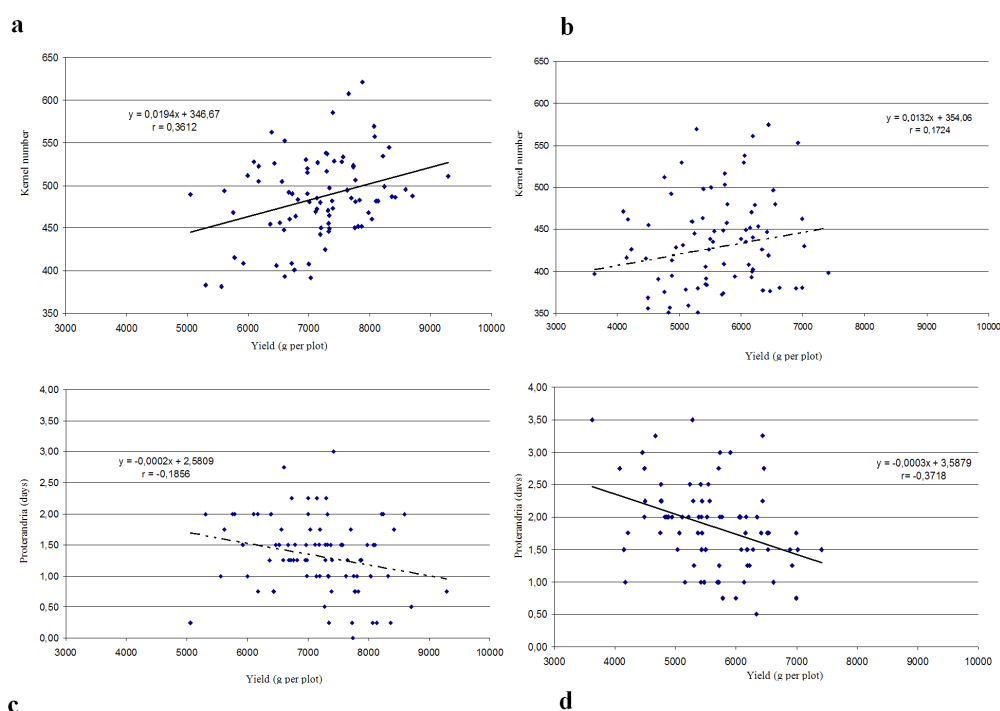 a
650
600
550
500
450
400
350
Kernel number
y = 0,0194x + 346,67
r = 0,3612
3000 4000 5000 6000 7000 8000 9000 10000
Yield (g per plot)
b
650
600
550
500
450
400
350
Kernel number
y = 0,0132x + 354,06
r = 0,1724
3000 4000 5000 6000 7000 8000 9000 10000
Yield (g per plot)
4,00
3,50
3,00
2,50
2,00
1,50
1,00
0,50
0,00
Proterandria (days)
y = -0,0002x + 2,5809
r = -0,1856
3000 4000 5000 6000 7000 8000 9000 10000
Yield (g per plot)
c
4,00
3,50
3,00
2,50
2,00
1,50
1,00
0,50
0,00
Proterandria (days)
y = -0,0003x + 3,5879
r= -0,3718
3000 4000 5000 6000 7000 8000 9000 10000
Yield (g per plot)
d